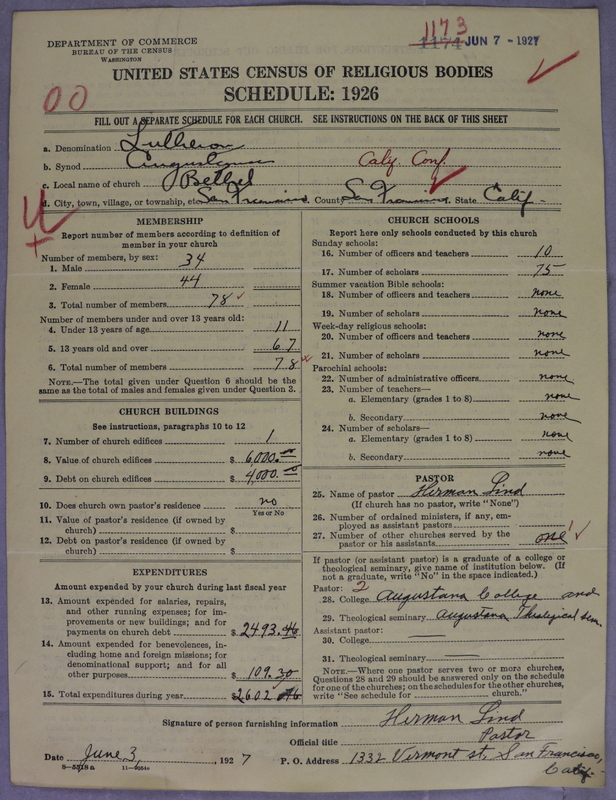 1173
1174 JUN 7 - 1927
DEPARTMENT OF COMMERCE
BUREAU OF THE CENSUS
WASHINGTON
UNITED STATES CENSUS OF RELIGIOUS BODIES
SCHEDULE: 1926
00
FILL OUT A SEPARATE SCHEDULE FOR EACH CHURCH. SEE INSTRUCTIONS ON THE BACK OF THIS SHEET
a. Denomination Lutheran
b. Synod Augustana Calif. Conf.
c. Local name of church Bethel
d. City, town, village, or township, etc San Francisco County San Francisco State Calif.
MEMBERSHIP
Report number of members according to definition of
member in your church
Number of members, by sex:
1. Male 34
2. Female 44
3. Total number of members 78
Number of members under and over 13 years old:
4. Under 13 years of age 11
5. 13 years old and over 67
6. Total number of members 78
NOTE.—The total given under Question 6 should be the
same as the total of males and females given under Question 3.
CHURCH BUILDINGS
See instructions, paragraphs 10 to 12
7. Number of church edifices 1
8. Value of church edifices $ 6,000.00
9. Debt on church edifices $ 4,000.00
10. Does church own pastor's residence no
Yes or No
11. Value of pastor's residence (if owned by
church) $
12. Debt on pastor's residence (if owned by
church) $
EXPENDITURES
Amount expended by your church during last fiscal year
13. Amount expended for salaries, repairs,
and other running expenses; for im-
provements or new buildings; and for
payments on church debt $ 2493.46
14. Amount expended for benevolences, in-
cluding home and foreign missions; for
denominational support; and for all
other purposes $ 109.30
15. Total expenditures during year 2602
CHURCH SCHOOLS
Report here only schools conducted by this church
Sunday schools:
16. Number of officers and teachers 10
17. Number of scholars 75
Summer vacation Bible schools:
18. Number of officers and teachers none
19. Number of scholars none
Week-day religious schools:
20. Number of officers and teachers none
21. Number of scholars none
Parochial schools:
22. Number of administrative officers none
23. Number of teachers—
a. Elementary (grades 1 to 8) none
b. Secondary none
24. Number of scholars—
a. Elementary (grades 1 to 8) none
b. Secondary none
PASTOR
25. Name of pastor Herman Lind
(If church has no pastor, write "None")
26. Number of ordained ministers, if any, em-
ployed as assistant pastors
27. Number of other churches served by the
pastor or his assistants one 1
If pastor (or assistant pastor) is a graduate of a college or
theological seminary, give name of institution below. (If
not a graduate, write "No" in the space indicated.)
Pastor: 2
28. College Augustana College and
29. Theological seminary Augustana Theological Sem.
Assistant pastor:
30. College
31. Theological seminary
NOTE.—Where one pastor serves two or more churches,
Questions 28 and 29 should be answered only on the schedule
for one of the churches; on the schedules for the other churches,
write "See schedule for church."
Signature of person furnishing information Herman Lind
Official title Pastor
Date June 3, 1927 P. O. Address 1332 Vermont st, San Francisco,
Calif.